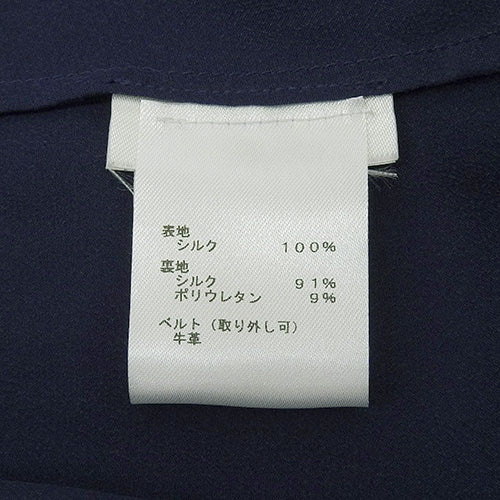 表地
シルク 100%
裏地
シルク 91%
ポリウレタン 9%
ベルト(取り外し可)
牛革